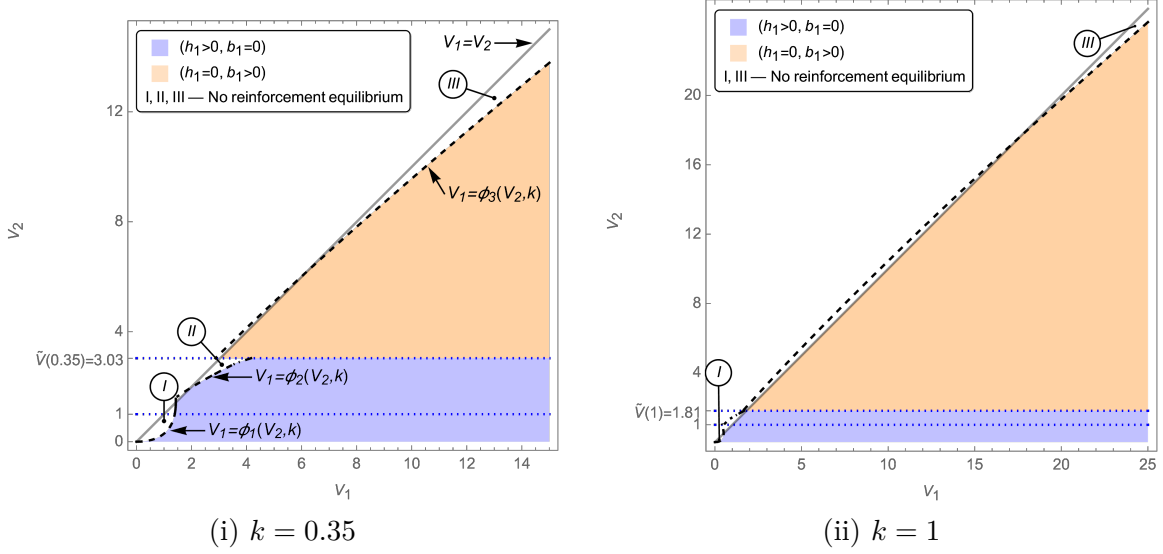 (h₁>0, b₁=0)
(h₁=0, b₁>0)
I, II, III — No reinforcement equilibrium
V₁=V₂
III
V₁=ϕ₃(V₂,k)
II
V₁=ϕ₂(V₂,k)
I
V₁=ϕ₁(V₂,k)
V₂
12
8
4
Ṽ(0.35)=3.03
1
0
0 2 4 6 8 10 12 14
V₁
(i) k = 0.35
(h₁>0, b₁=0)
(h₁=0, b₁>0)
I, III — No reinforcement equilibrium
III
I
V₂
20
16
12
8
4
Ṽ(1)=1.81
1
0 5 10 15 20 25
V₁
(ii) k = 1